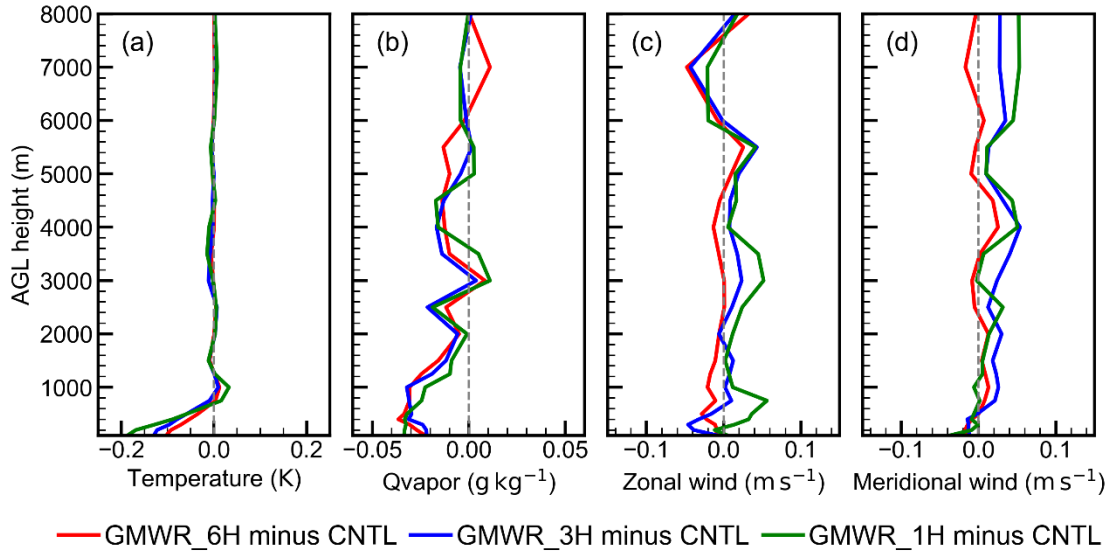 (a) (b) (c) (d)
8000
7000
6000
5000
4000
3000
2000
1000
AGL height (m)
−0.2 0.0 0.2 −0.05 0.00 0.05 −0.1 0.0 0.1 −0.1 0.0 0.1
Temperature (K) Qvapor (g kg⁻¹) Zonal wind (m s⁻¹) Meridional wind (m s⁻¹)
GMWR_6H minus CNTL GMWR_3H minus CNTL GMWR_1H minus CNTL